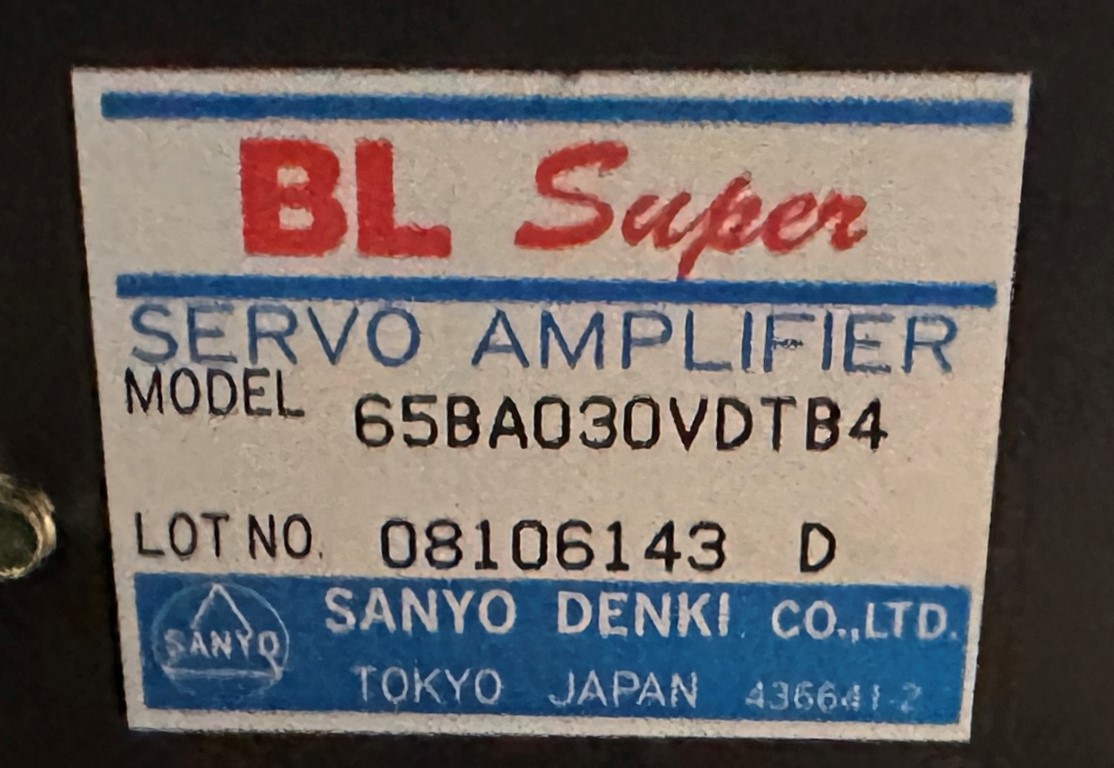 BL Super
SERVO AMPLIFIER
MODEL 65BA030VDTB4
LOT NO. 08106143 D
SANYO SANYO DENKI CO.,LTD.
TOKYO JAPAN 436641-2